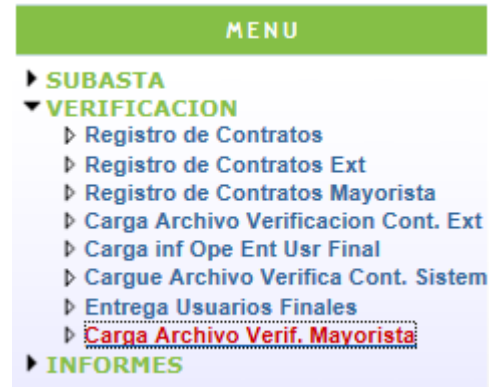 MENU
SUBASTA
VERIFICACION
Registro de Contratos
Registro de Contratos Ext
Registro de Contratos Mayorista
Carga Archivo Verificacion Cont. Ext
Carga inf Ope Ent Usr Final
Cargue Archivo Verifica Cont. Sistem
Entrega Usuarios Finales
Carga Archivo Verif. Mayorista
INFORMES